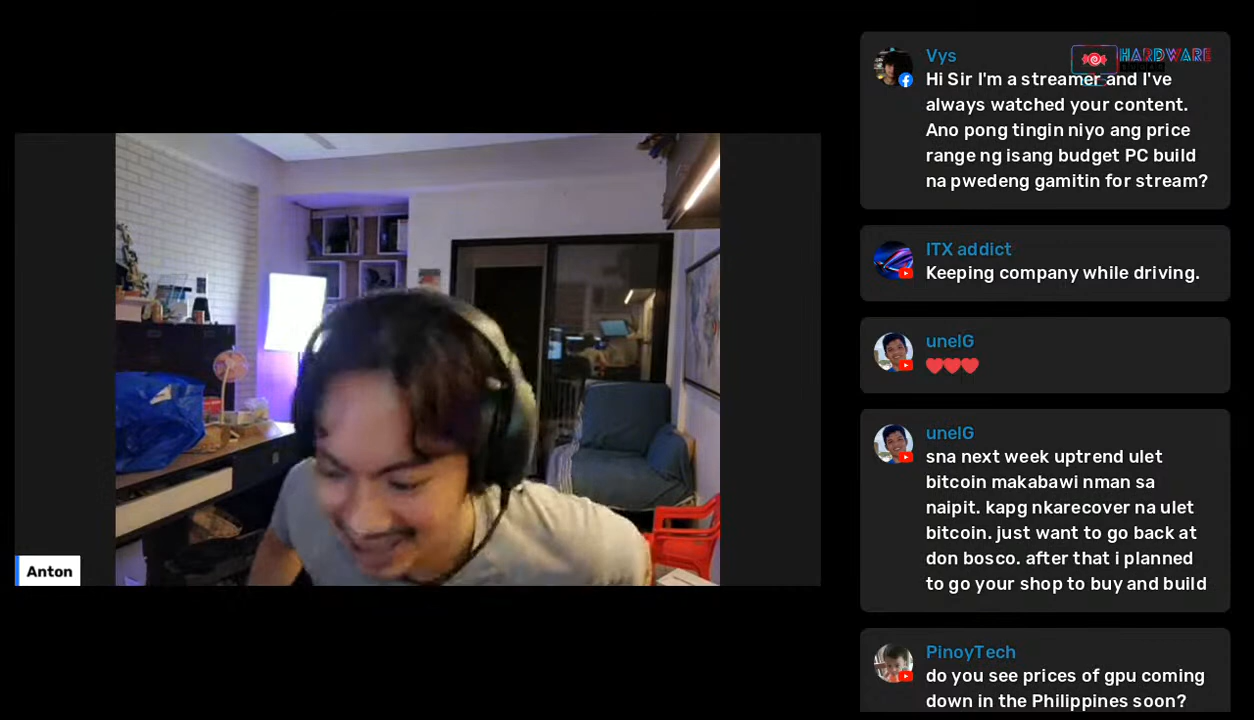 Vys
HARDWARE
Hi Sir I'm a streamer and I've
always watched your content.
Ano pong tingin niyo ang price
range ng isang budget PC build
na pwedeng gamitin for stream?
ITX addict
Keeping company while driving.
unelG
❤❤❤
unelG
sna next week uptrend ulet
bitcoin makabawi nman sa
naipit. kapg nkarecover na ulet
bitcoin. just want to go back at
don bosco. after that i planned
to go your shop to buy and build
Anton
PinoyTech
do you see prices of gpu coming
down in the Philippines soon?